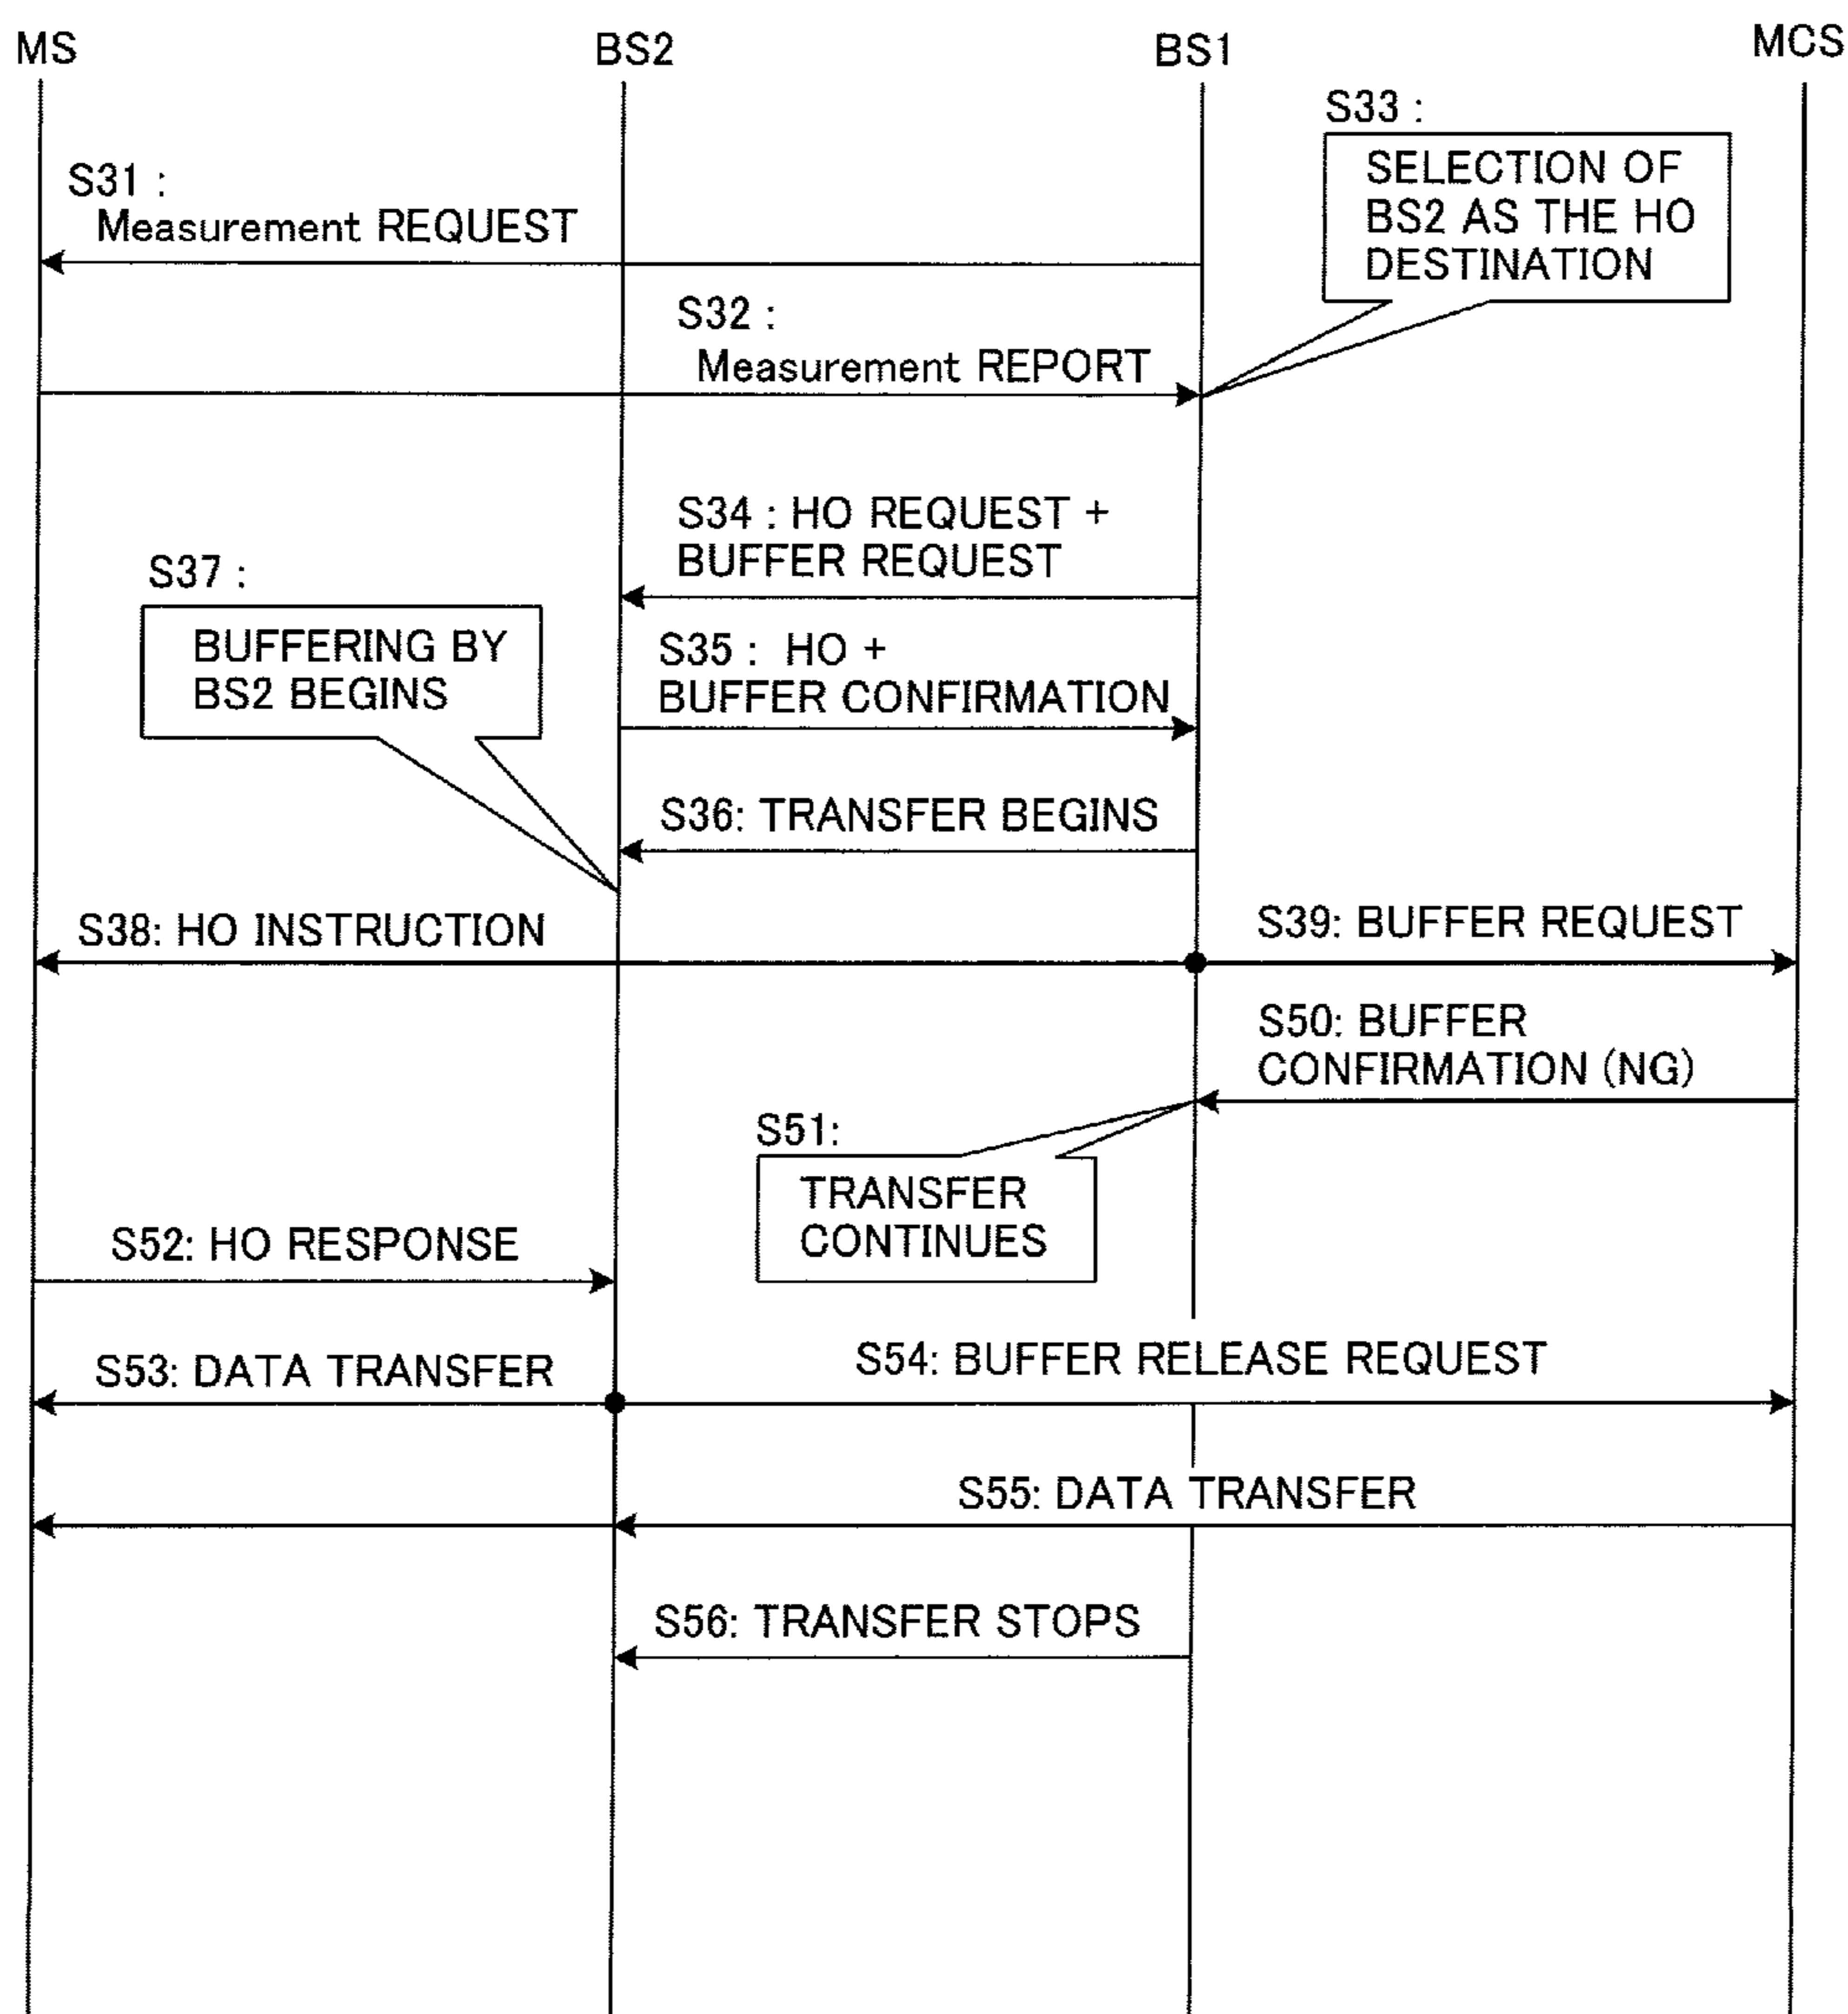 MS
BS2
BS1
MCS
S33 :
SELECTION OF
BS2 AS THE HO
DESTINATION
S31 :
Measurement REQUEST
S32 :
Measurement REPORT
S34 : HO REQUEST +
BUFFER REQUEST
S37 :
BUFFERING BY
BS2 BEGINS
S35 : HO +
BUFFER CONFIRMATION
S36: TRANSFER BEGINS
S38: HO INSTRUCTION
S39: BUFFER REQUEST
S50: BUFFER
CONFIRMATION (NG)
S51:
TRANSFER
CONTINUES
S52: HO RESPONSE
S53: DATA TRANSFER
S54: BUFFER RELEASE REQUEST
S55: DATA TRANSFER
S56: TRANSFER STOPS